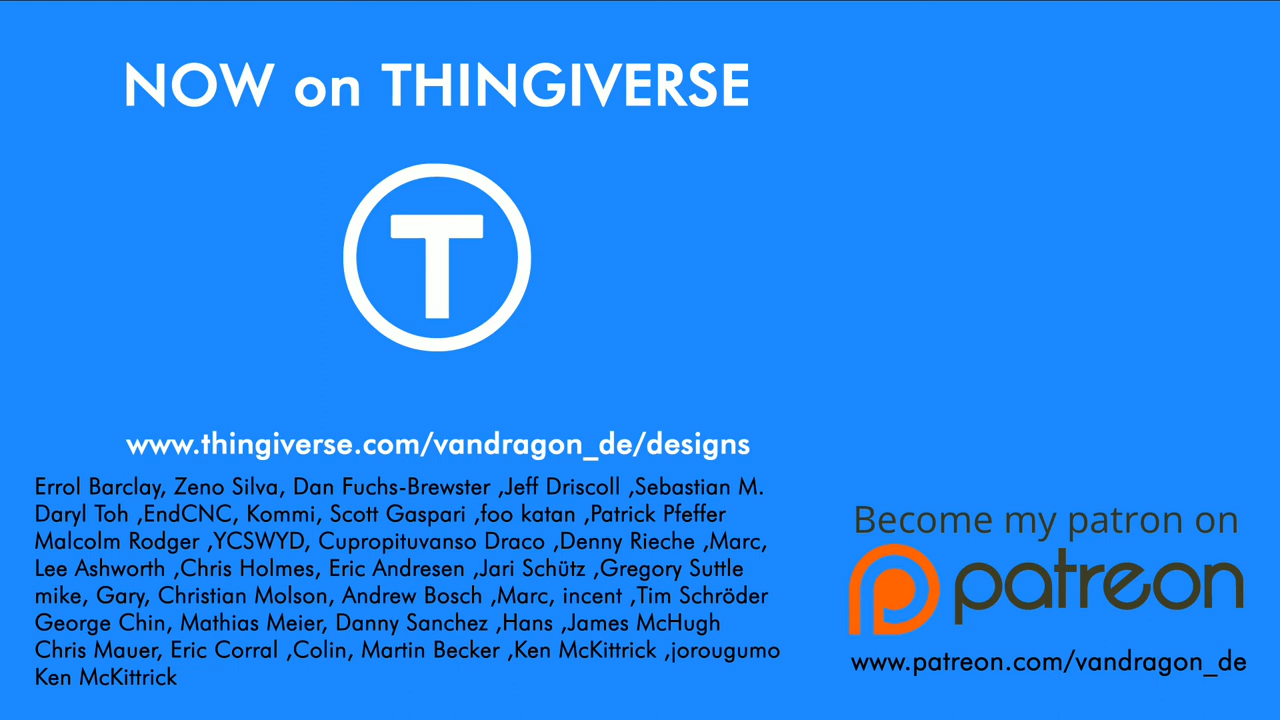 NOW on THINGIVERSE
T
www.thingiverse.com/vandragon_de/designs
Errol Barclay, Zeno Silva, Dan Fuchs-Brewster ,Jeff Driscoll ,Sebastian M.
Daryl Toh ,EndCNC, Kommi, Scott Gaspari ,foo katan ,Patrick Pfeffer
Malcolm Rodger ,YCSWYD, Cupropituvanso Draco ,Denny Rieche ,Marc,
Lee Ashworth ,Chris Holmes, Eric Andresen ,Jari Schütz ,Gregory Suttle
mike, Gary, Christian Molson, Andrew Bosch ,Marc, incent ,Tim Schröder
George Chin, Mathias Meier, Danny Sanchez ,Hans ,James McHugh
Chris Mauer, Eric Corral ,Colin, Martin Becker ,Ken McKittrick ,jorougumo
Ken McKittrick
Become my patron on
patreon
www.patreon.com/vandragon_de